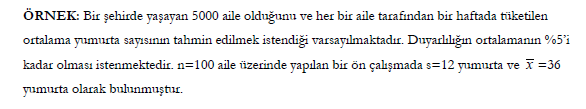 ÖRNEK: Bir şehirde yaşayan 5000 aile olduğunu ve her bir aile tarafından bir haftada tüketilen
ortalama yumurta sayısının tahmin edilmek istendiği varsayılmaktadır. Duyarlılığın ortalamanın %5'i
kadar olması istenmektedir. n=100 aile üzerinde yapılan bir ön çalışmada s=12 yumurta ve x̅ =36
yumurta olarak bulunmuştur.